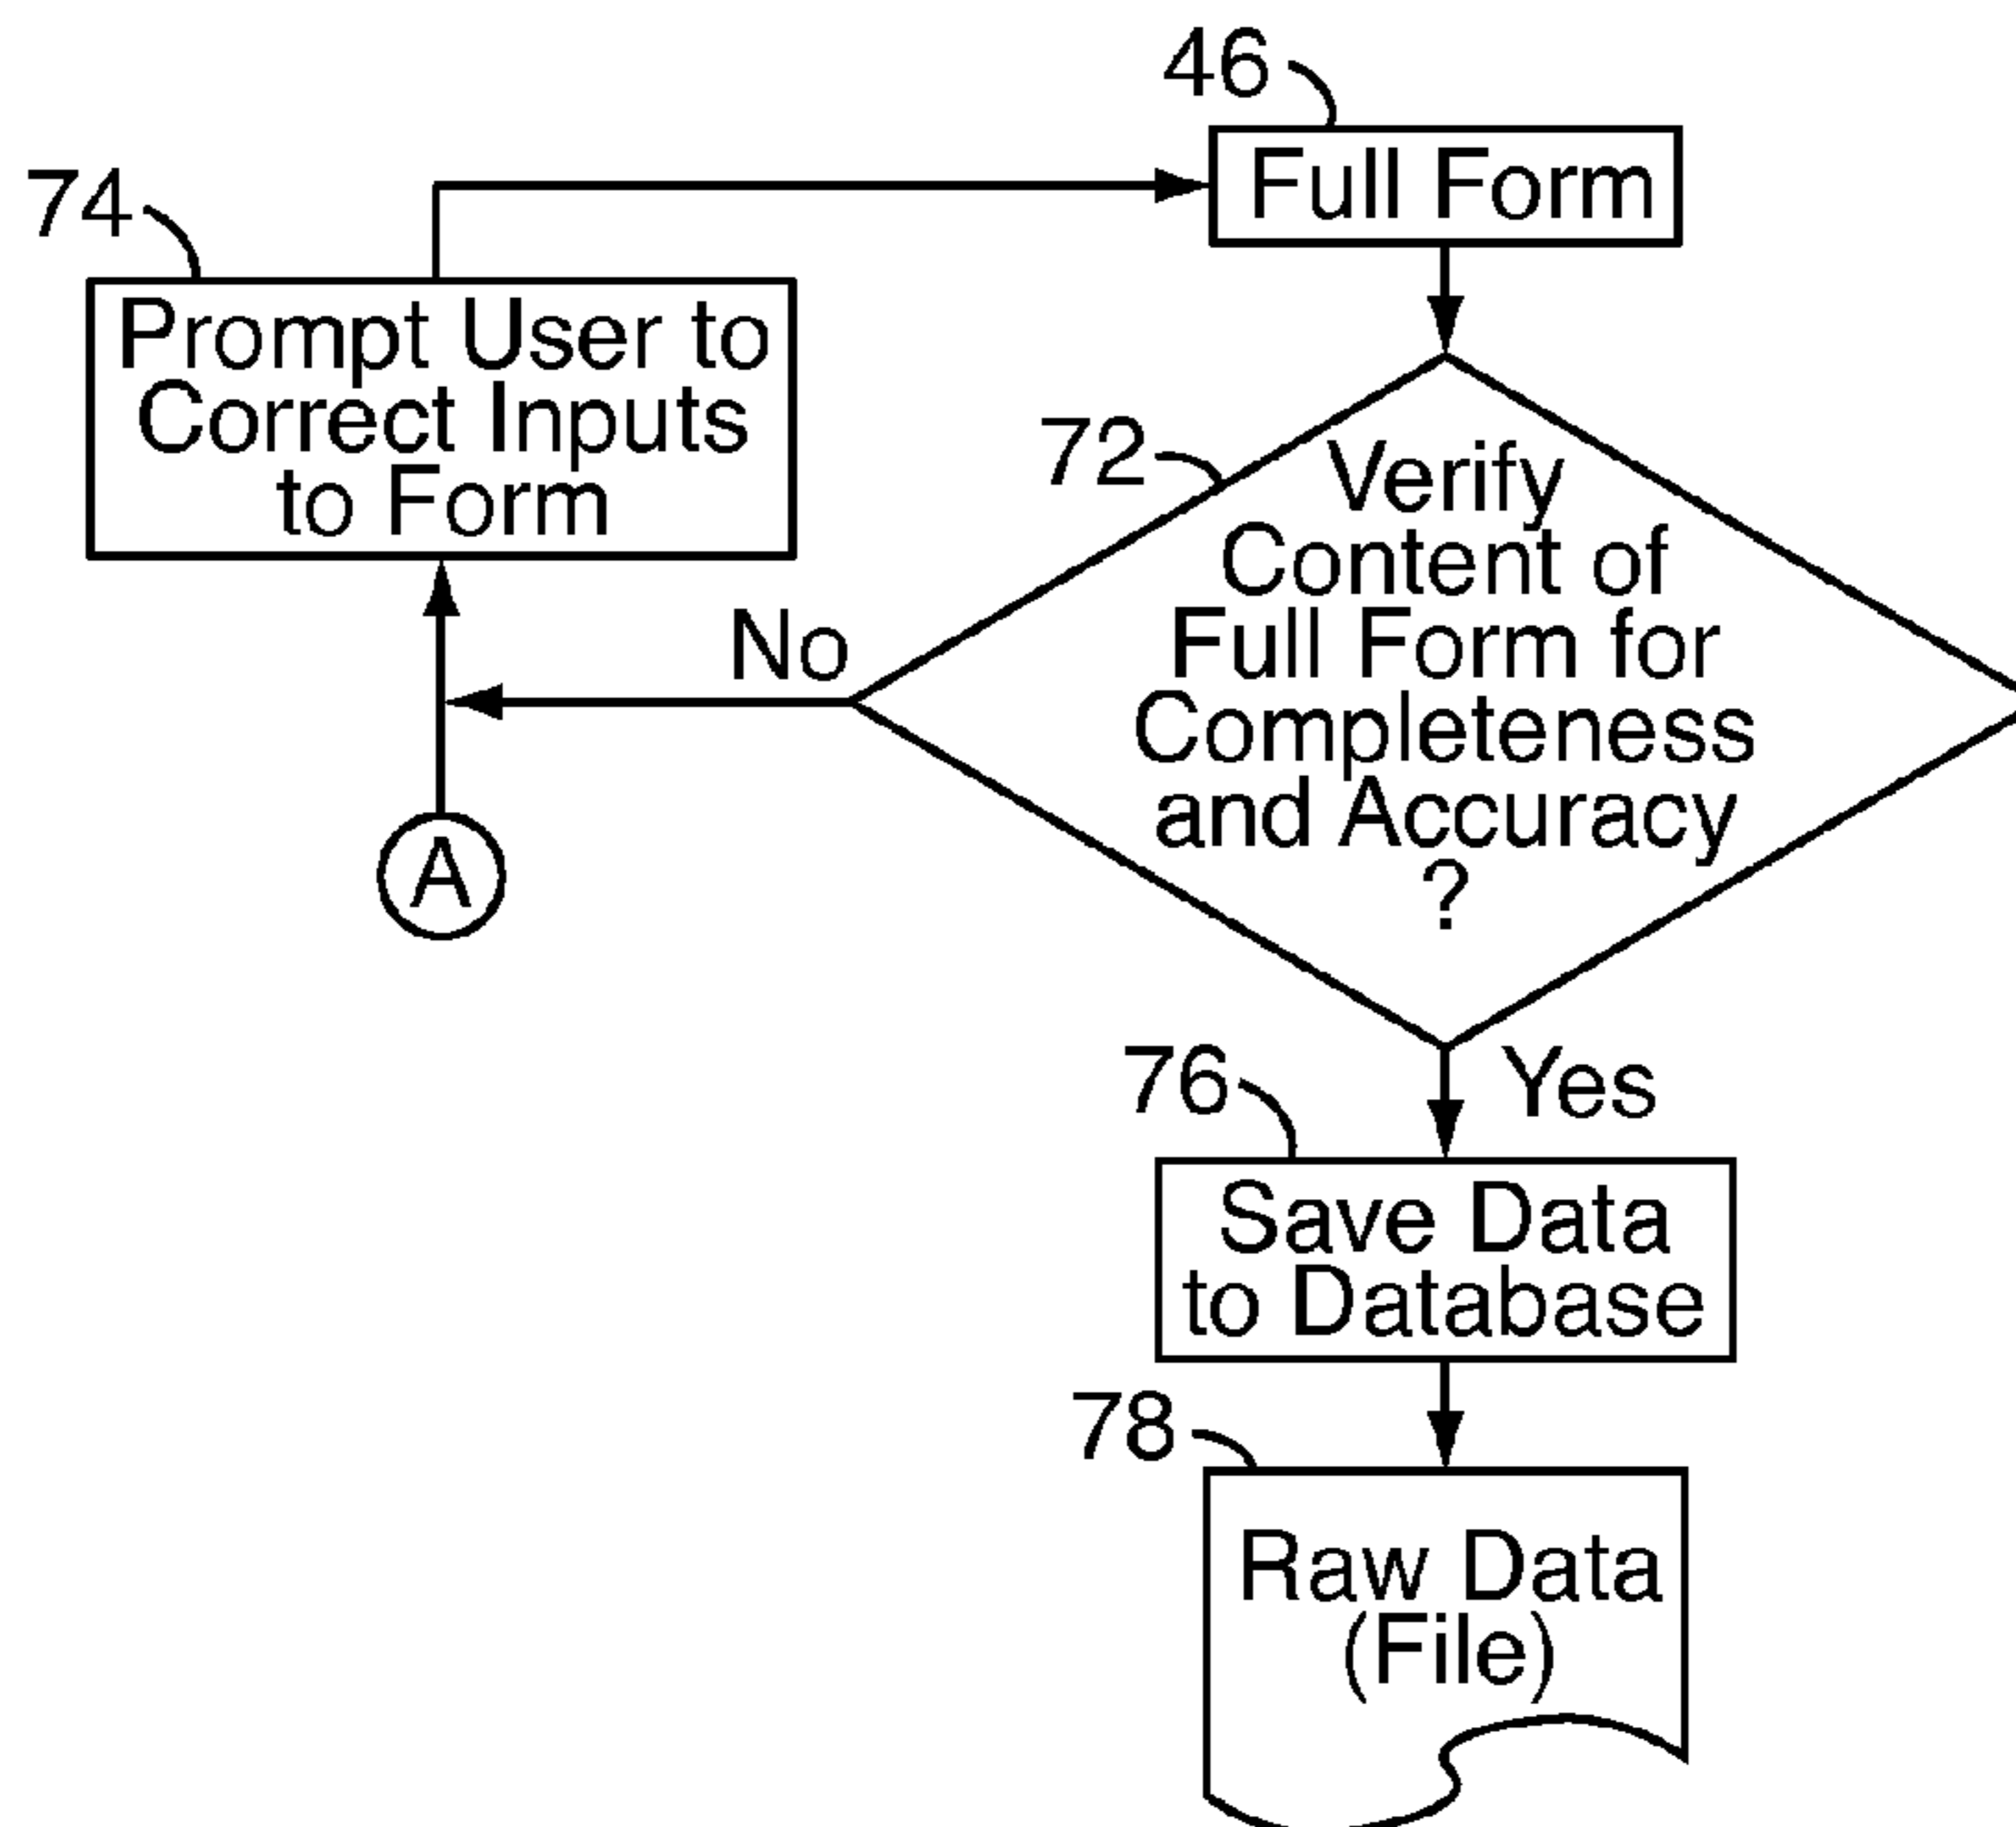 46
Full Form
74
Prompt User to
Correct Inputs
to Form
72
Verify
Content of
Full Form for
Completeness
and Accuracy
?
No
A
Yes
76
Save Data
to Database
78
Raw Data
(File)